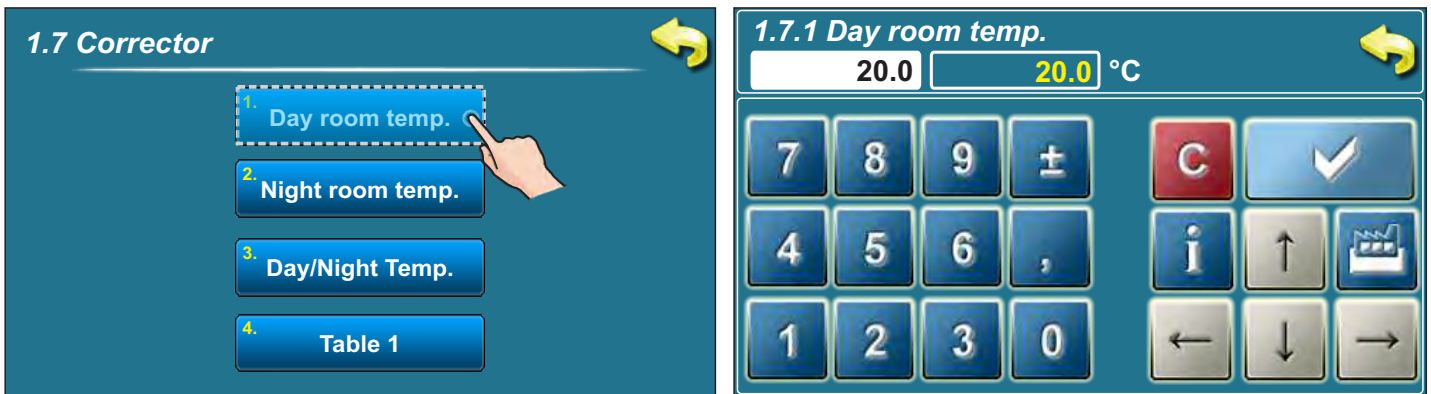 1.7 Corrector
1.
Day room temp.
2.
Night room temp.
3.
Day/Night Temp.
4.
Table 1
1.7.1 Day room temp.
20.0 20.0 °C
7 8 9 ± C
4 5 6 , i ↑
1 2 3 0 ← ↓ →